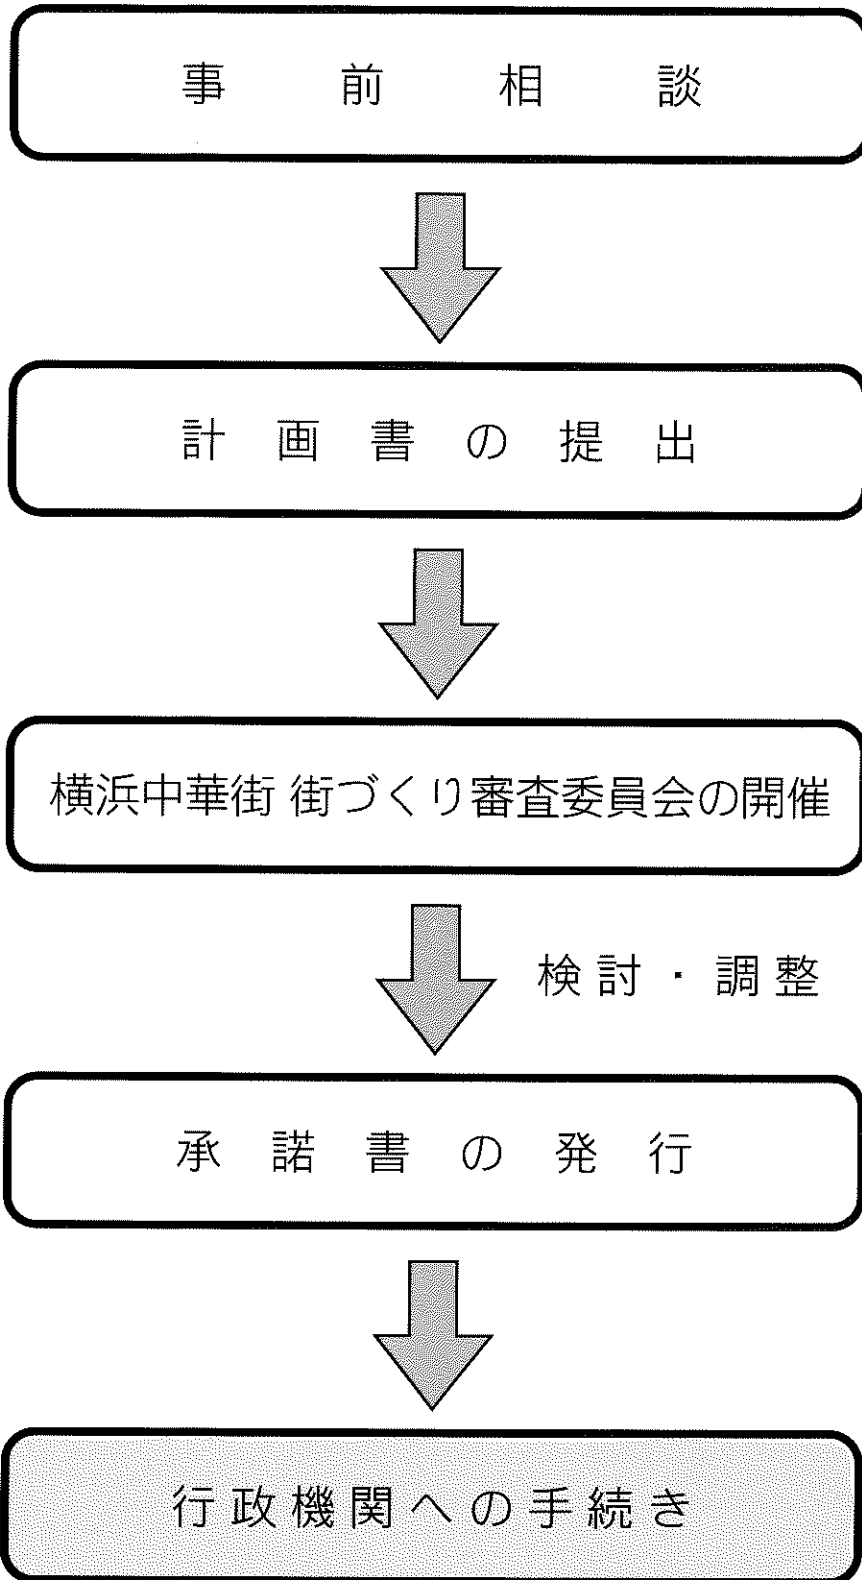 事前相談
計画書の提出
横浜中華街 街づくり審査委員会の開催
検討・調整
承諾書の発行
行政機関への手続き